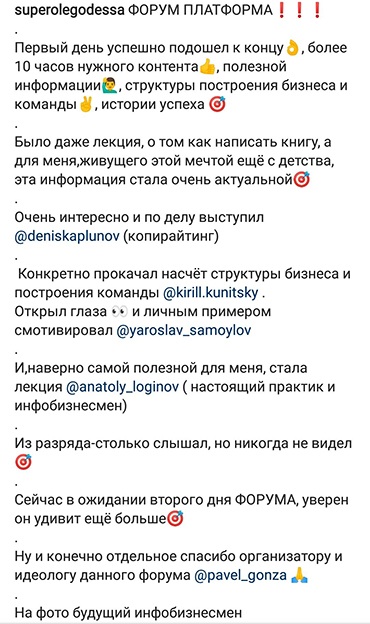 superolegodessa ФОРУМ ПЛАТФОРМА❗❗❗
.
Первый день успешно подошел к концу👌, более
10 часов нужного контента👍, полезной
информации🙋‍♂️, структуры построения бизнеса и
команды✌, истории успеха 🎯
.
Было даже лекция, о том как написать книгу, а
для меня,живущего этой мечтой ещё с детства,
эта информация стала очень актуальной🎯
.
Очень интересно и по делу выступил
@deniskaplunov (копирайтинг)
.
Конкретно прокачал насчёт структуры бизнеса и
построения команды @kirill.kunitsky .
Открыл глаза 👀 и личным примером
смотивировал @yaroslav_samoylov
.
И,наверно самой полезной для меня, стала
лекция @anatoly_loginov ( настоящий практик и
инфобизнесмен)
.
Из разряда-столько слышал, но никогда не видел
🎯
.
Сейчас в ожидании второго дня ФОРУМА, уверен
он удивит ещё больше🎯
.
Ну и конечно отдельное спасибо организатору и
идеологу данного форума @pavel_gonza 🙏
.
На фото будущий инфобизнесмен